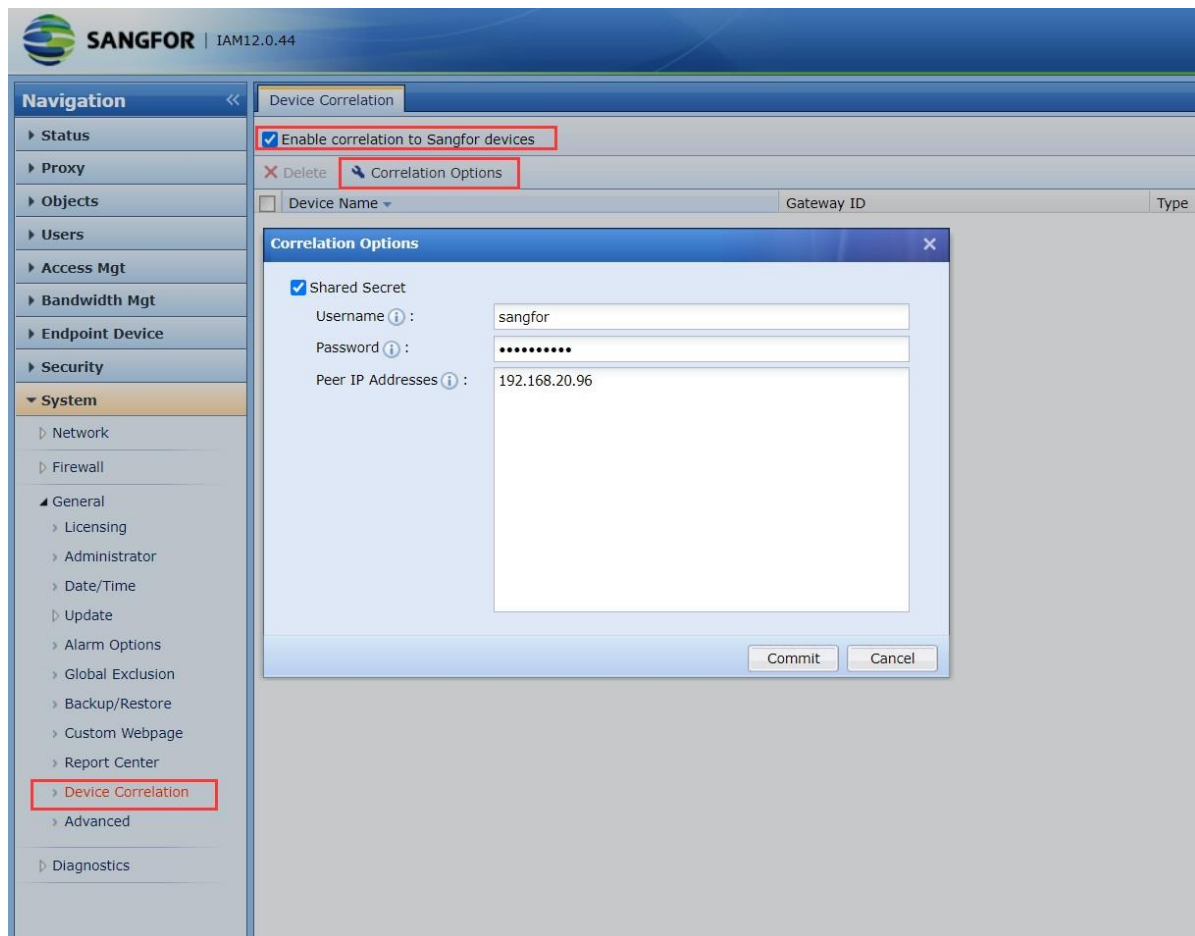 SANGFOR | IAM12.0.44
Navigation «
Status
Proxy
Objects
Users
Access Mgt
Bandwidth Mgt
Endpoint Device
Security
System
Network
Firewall
General
Licensing
Administrator
Date/Time
Update
Alarm Options
Global Exclusion
Backup/Restore
Custom Webpage
Report Center
Device Correlation
Advanced
Diagnostics
Device Correlation
Enable correlation to Sangfor devices
Delete Correlation Options
Device Name Gateway ID Type
Correlation Options
Shared Secret
Username : sangfor
Password : ••••••••••
Peer IP Addresses : 192.168.20.96
Commit Cancel